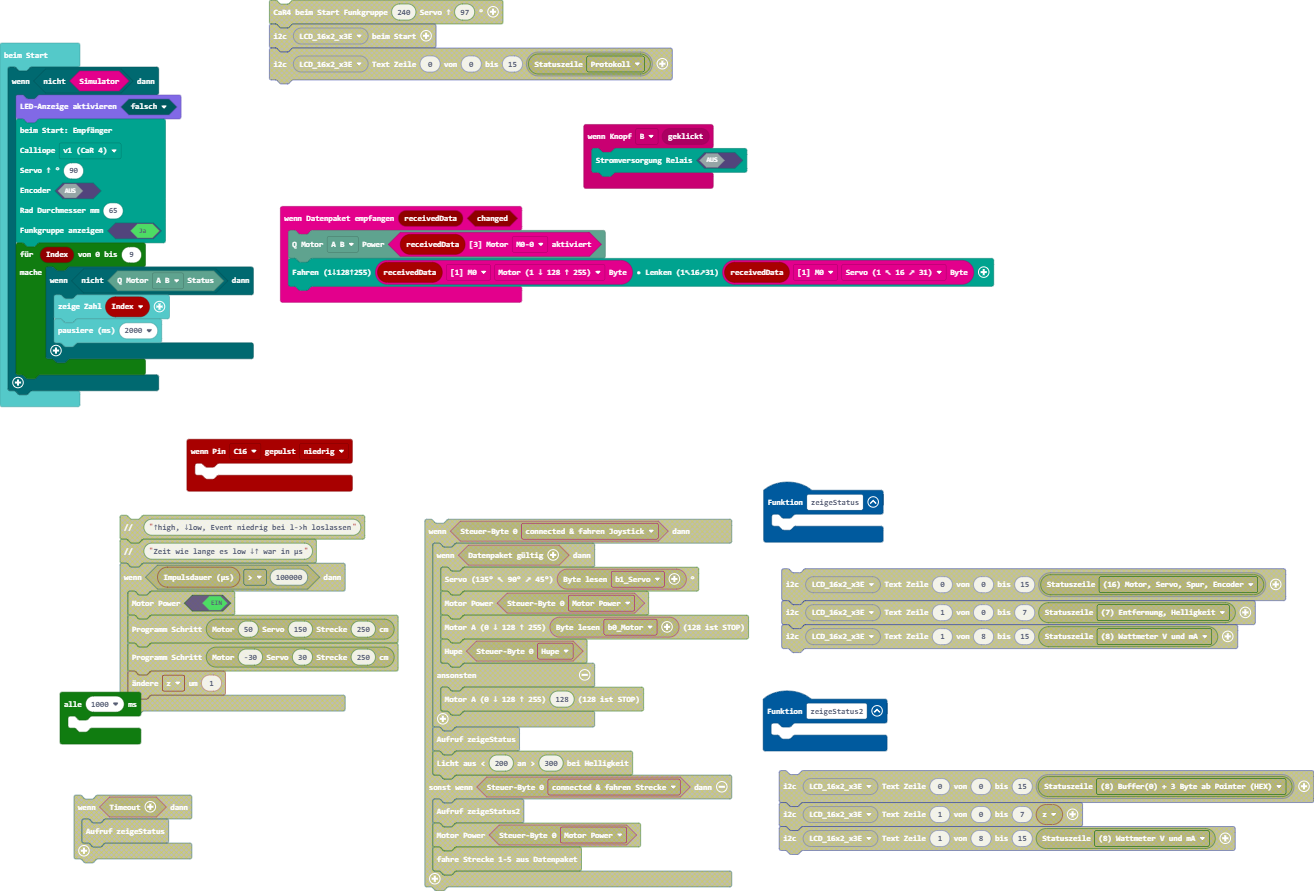 CaR4 beim Start Funkgruppe 240 Servo ↑ 97 °
i2c LCD_16x2_x3E beim Start
i2c LCD_16x2_x3E Text Zeile 0 von 0 bis 15 Statuszeile Protokoll
beim Start
wenn nicht Simulator dann
LED-Anzeige aktivieren falsch
beim Start: Empfänger
Calliope v1 (CaR 4)
Servo ↑ ° 90
Encoder AUS
Rad Durchmesser mm 65
Funkgruppe anzeigen Ja
für Index von 0 bis 9
mache
wenn nicht Q Motor A B Status dann
zeige Zahl Index
pausiere (ms) 2000
wenn Knopf B geklickt
Stromversorgung Relais AUS
wenn Datenpaket empfangen receivedData changed
Q Motor A B Power receivedData [3] Motor M0-0 aktiviert
Fahren (1↓128↑255) receivedData [1] M0 Motor (1 ↓ 128 ↑ 255) Byte • Lenken (1↖16↗31) receivedData [1] M0 Servo (1 ↖ 16 ↗ 31) Byte
wenn Pin C16 gepulst niedrig
// "↑high, ↓low, Event niedrig bei l->h loslassen"
// "Zeit wie lange es low ↓↑ war in µs"
wenn Impulsdauer (µs) > 100000 dann
Motor Power EIN
Programm Schritt Motor 50 Servo 150 Strecke 250 cm
Programm Schritt Motor -30 Servo 30 Strecke 250 cm
ändere z um 1
alle 1000 ms
wenn Timeout dann
Aufruf zeigeStatus
wenn Steuer-Byte 0 connected & fahren Joystick dann
wenn Datenpaket gültig dann
Servo (135° ↖ 90° ↗ 45°) Byte lesen b1_Servo °
Motor Power Steuer-Byte 0 Motor Power
Motor A (0 ↓ 128 ↑ 255) Byte lesen b0_Motor (128 ist STOP)
Hupe Steuer-Byte 0 Hupe
ansonsten
Motor A (0 ↓ 128 ↑ 255) 128 (128 ist STOP)
Aufruf zeigeStatus
Licht aus < 200 an > 300 bei Helligkeit
sonst wenn Steuer-Byte 0 connected & fahren Strecke dann
Aufruf zeigeStatus2
Motor Power Steuer-Byte 0 Motor Power
fahre Strecke 1-5 aus Datenpaket
Funktion zeigeStatus
i2c LCD_16x2_x3E Text Zeile 0 von 0 bis 15 Statuszeile (16) Motor, Servo, Spur, Encoder
i2c LCD_16x2_x3E Text Zeile 1 von 0 bis 7 Statuszeile (7) Entfernung, Helligkeit
i2c LCD_16x2_x3E Text Zeile 1 von 8 bis 15 Statuszeile (8) Wattmeter V und mA
Funktion zeigeStatus2
i2c LCD_16x2_x3E Text Zeile 0 von 0 bis 15 Statuszeile (8) Buffer(0) + 3 Byte ab Pointer (HEX)
i2c LCD_16x2_x3E Text Zeile 1 von 0 bis 7 z
i2c LCD_16x2_x3E Text Zeile 1 von 8 bis 15 Statuszeile (8) Wattmeter V und mA